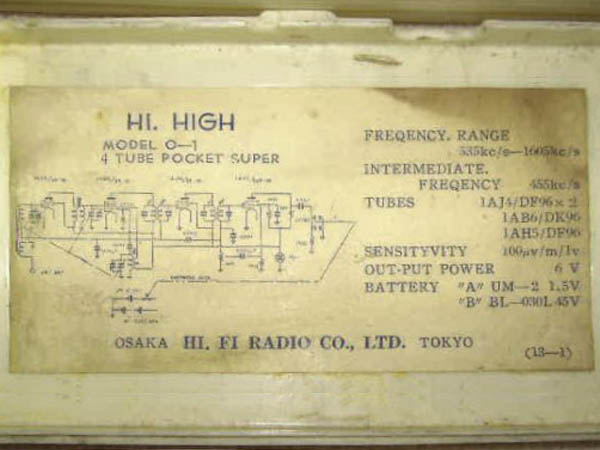 HI. HIGH
MODEL O—1
4 TUBE POCKET SUPER
FREQENCY. RANGE
535kc/s—1605kc/s
INTERMEDIATE.
FREQENCY 455kc/s
TUBES 1AJ4/DF96×2
1AB6/DK96
1AH5/DF96
SENSITYVITY 100μv/m/1v
OUT-PUT POWER 6 V
BATTERY "A" UM—2 1.5V
"B" BL—030L 45V
OSAKA HI. FI RADIO CO., LTD. TOKYO
(13—1)